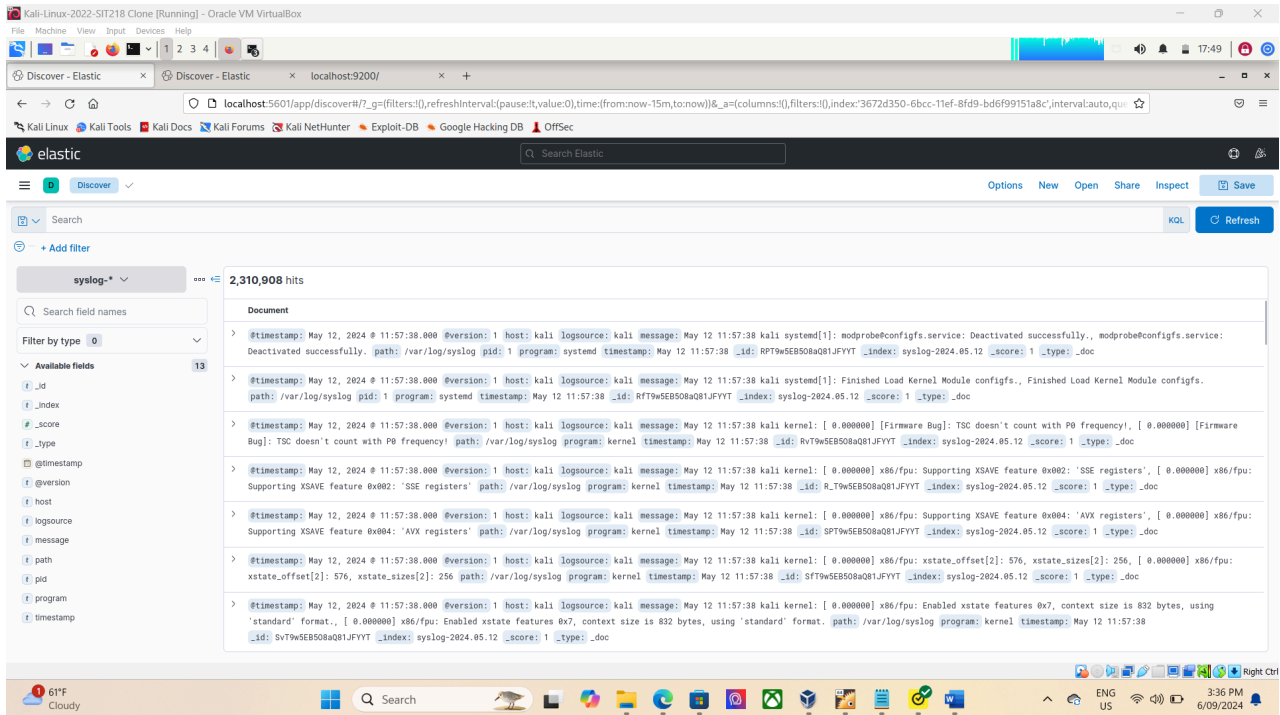 Kali-Linux-2022-SIT218 Clone [Running] - Oracle VM VirtualBox
File Machine View Input Devices Help
1 2 3 4 17:49
Discover - Elastic × Discover - Elastic × localhost:9200/ × +
localhost:5601/app/discover#/?_g=(filters:!(),refreshInterval:(pause:!t,value:0),time:(from:now-15m,to:now))&_a=(columns:!(),filters:!(),index:'3672d350-6bcc-11ef-8fd9-bd6f99151a8c',interval:auto,que
Kali Linux Kali Tools Kali Docs Kali Forums Kali NetHunter Exploit-DB Google Hacking DB OffSec
elastic Search Elastic
D Discover Options New Open Share Inspect Save
Search KQL Refresh
+ Add filter
syslog-* 2,310,908 hits
Search field names
Filter by type 0
Available fields 13
_id
_index
_score
_type
@timestamp
@version
host
logsource
message
path
pid
program
timestamp
Document
@timestamp: May 12, 2024 @ 11:57:38.000 @version: 1 host: kali logsource: kali message: May 12 11:57:38 kali systemd[1]: modprobe@configfs.service: Deactivated successfully., modprobe@configfs.service:
Deactivated successfully. path: /var/log/syslog pid: 1 program: systemd timestamp: May 12 11:57:38 _id: RPT9w5EB5O8aQ81JFYYT _index: syslog-2024.05.12 _score: 1 _type: _doc
@timestamp: May 12, 2024 @ 11:57:38.000 @version: 1 host: kali logsource: kali message: May 12 11:57:38 kali systemd[1]: Finished Load Kernel Module configfs., Finished Load Kernel Module configfs.
path: /var/log/syslog pid: 1 program: systemd timestamp: May 12 11:57:38 _id: RfT9w5EB5O8aQ81JFYYT _index: syslog-2024.05.12 _score: 1 _type: _doc
@timestamp: May 12, 2024 @ 11:57:38.000 @version: 1 host: kali logsource: kali message: May 12 11:57:38 kali kernel: [ 0.000000] [Firmware Bug]: TSC doesn't count with P0 frequency!, [ 0.000000] [Firmware
Bug]: TSC doesn't count with P0 frequency! path: /var/log/syslog program: kernel timestamp: May 12 11:57:38 _id: RvT9w5EB5O8aQ81JFYYT _index: syslog-2024.05.12 _score: 1 _type: _doc
@timestamp: May 12, 2024 @ 11:57:38.000 @version: 1 host: kali logsource: kali message: May 12 11:57:38 kali kernel: [ 0.000000] x86/fpu: Supporting XSAVE feature 0x002: 'SSE registers', [ 0.000000] x86/fpu:
Supporting XSAVE feature 0x002: 'SSE registers' path: /var/log/syslog program: kernel timestamp: May 12 11:57:38 _id: R_T9w5EB5O8aQ81JFYYT _index: syslog-2024.05.12 _score: 1 _type: _doc
@timestamp: May 12, 2024 @ 11:57:38.000 @version: 1 host: kali logsource: kali message: May 12 11:57:38 kali kernel: [ 0.000000] x86/fpu: Supporting XSAVE feature 0x004: 'AVX registers', [ 0.000000] x86/fpu:
Supporting XSAVE feature 0x004: 'AVX registers' path: /var/log/syslog program: kernel timestamp: May 12 11:57:38 _id: SPT9w5EB5O8aQ81JFYYT _index: syslog-2024.05.12 _score: 1 _type: _doc
@timestamp: May 12, 2024 @ 11:57:38.000 @version: 1 host: kali logsource: kali message: May 12 11:57:38 kali kernel: [ 0.000000] x86/fpu: xstate_offset[2]: 576, xstate_sizes[2]: 256, [ 0.000000] x86/fpu:
xstate_offset[2]: 576, xstate_sizes[2]: 256 path: /var/log/syslog program: kernel timestamp: May 12 11:57:38 _id: SfT9w5EB5O8aQ81JFYYT _index: syslog-2024.05.12 _score: 1 _type: _doc
@timestamp: May 12, 2024 @ 11:57:38.000 @version: 1 host: kali logsource: kali message: May 12 11:57:38 kali kernel: [ 0.000000] x86/fpu: Enabled xstate features 0x7, context size is 832 bytes, using
'standard' format., [ 0.000000] x86/fpu: Enabled xstate features 0x7, context size is 832 bytes, using 'standard' format. path: /var/log/syslog program: kernel timestamp: May 12 11:57:38
_id: SvT9w5EB5O8aQ81JFYYT _index: syslog-2024.05.12 _score: 1 _type: _doc
Right Ctrl
1 61°F
Cloudy
Search
ENG
US
3:36 PM
6/09/2024